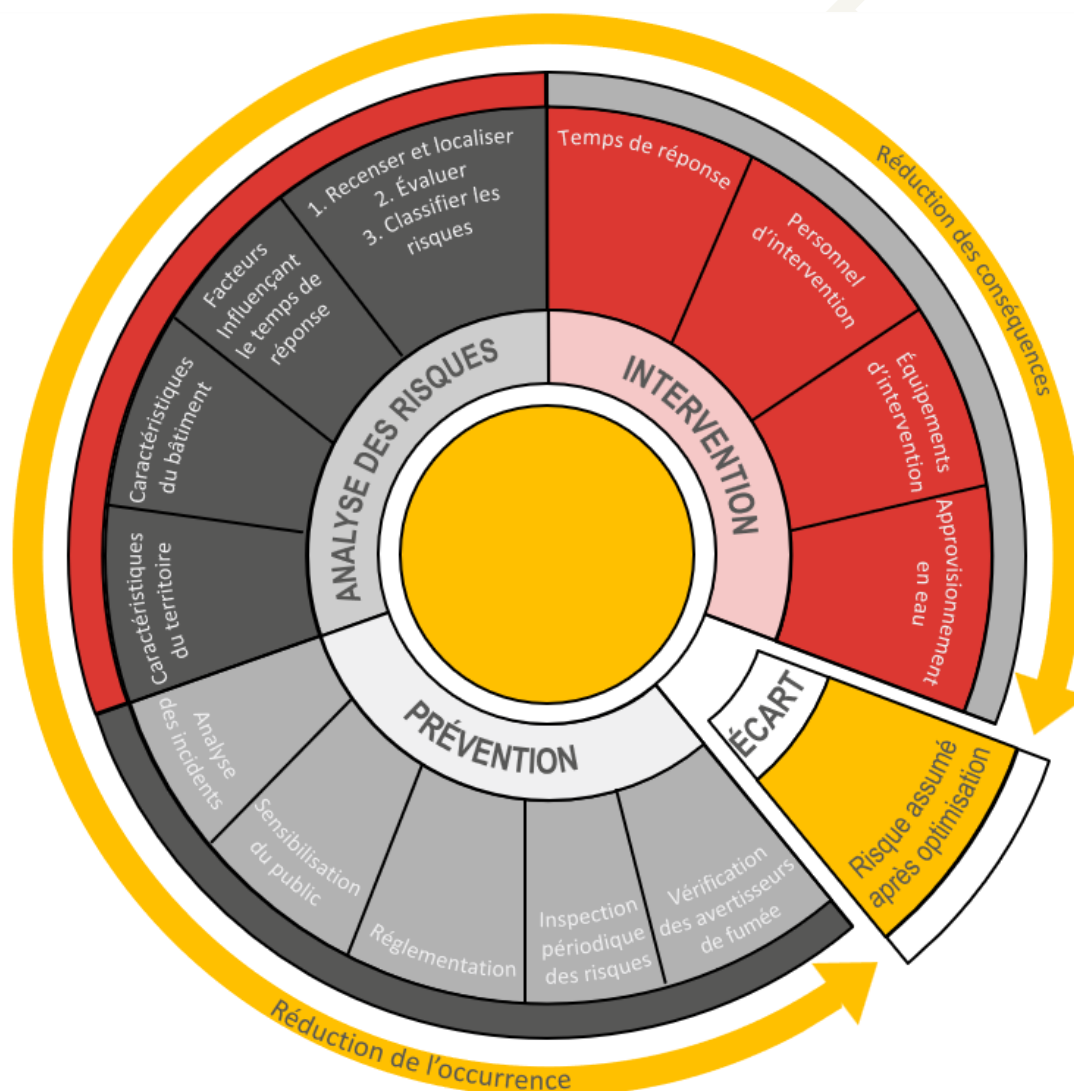 Réduction des conséquences
Réduction de l'occurrence
ANALYSE DES RISQUES
1. Recenser et localiser
2. Évaluer
3. Classifier les
risques
Facteurs
Influençant
le temps de
réponse
Caractéristiques
du bâtiment
Caractéristiques
du territoire
INTERVENTION
Temps de réponse
Personnel
d'intervention
Équipements
d'intervention
Approvisionnement
en eau
ÉCART
Risque assumé
après optimisation
PRÉVENTION
Analyse
des incidents
Sensibilisation
du public
Réglementation
Inspection
périodique
des risques
Vérification
des avertisseurs
de fumée